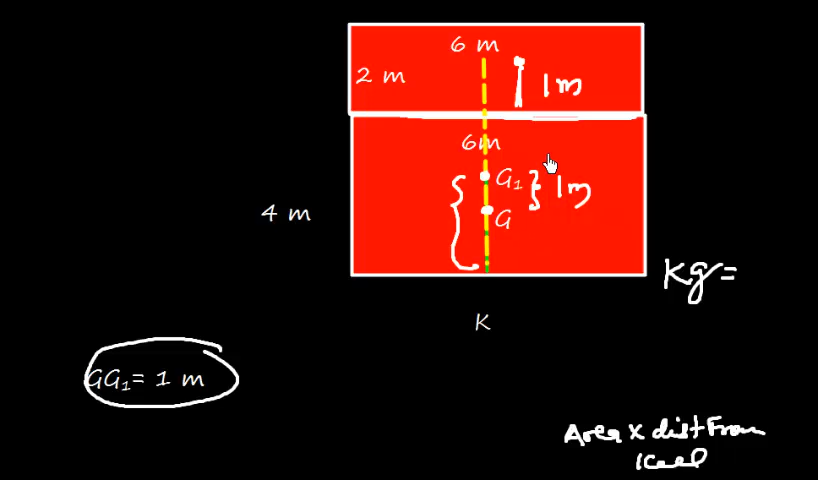 6 m
2 m
1m
6m
G₁
1m
4 m
G
Kg=
K
GG₁= 1 m
Area x dist From
Keel